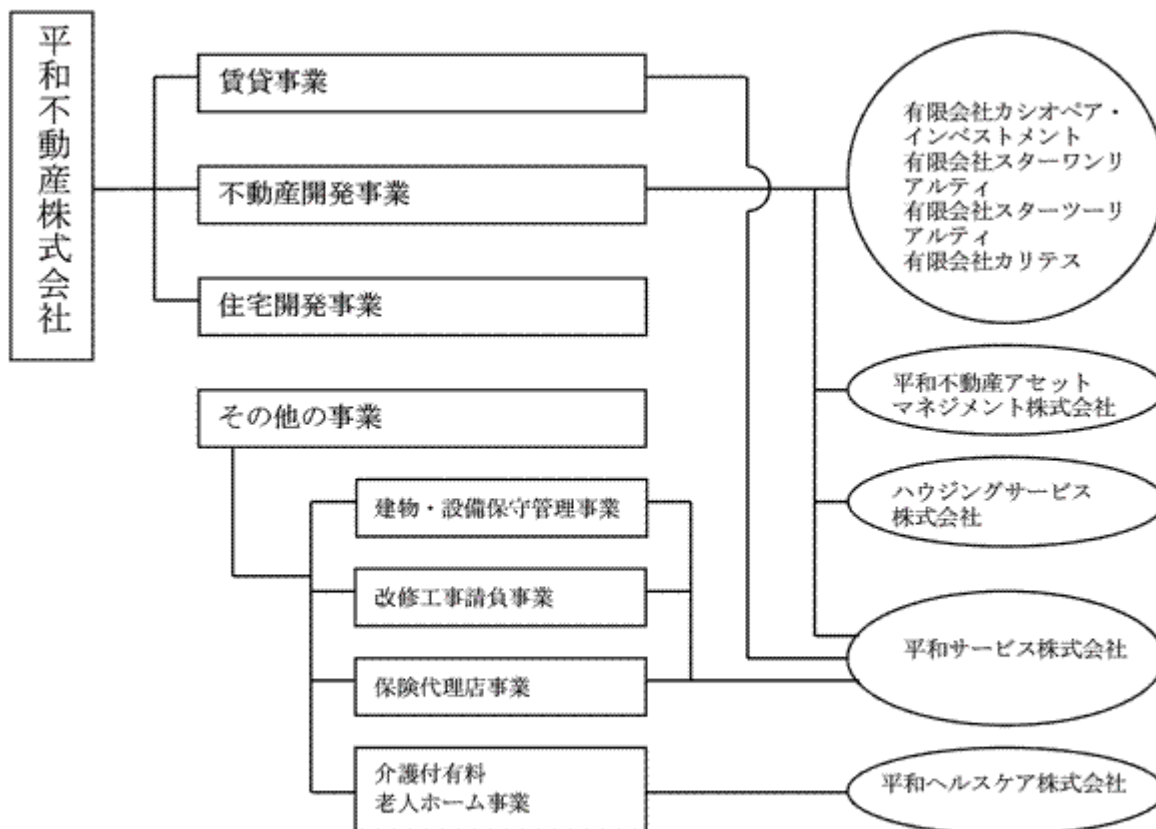 平和不動産株式会社
賃貸事業
不動産開発事業
住宅開発事業
その他の事業
建物・設備保守管理事業
改修工事請負事業
保険代理店事業
介護付有料
老人ホーム事業
有限会社カシオペア・
インベストメント
有限会社スターワンリ
アルティ
有限会社スターツーリ
アルティ
有限会社カリテス
平和不動産アセット
マネジメント株式会社
ハウジングサービス
株式会社
平和サービス株式会社
平和ヘルスケア株式会社